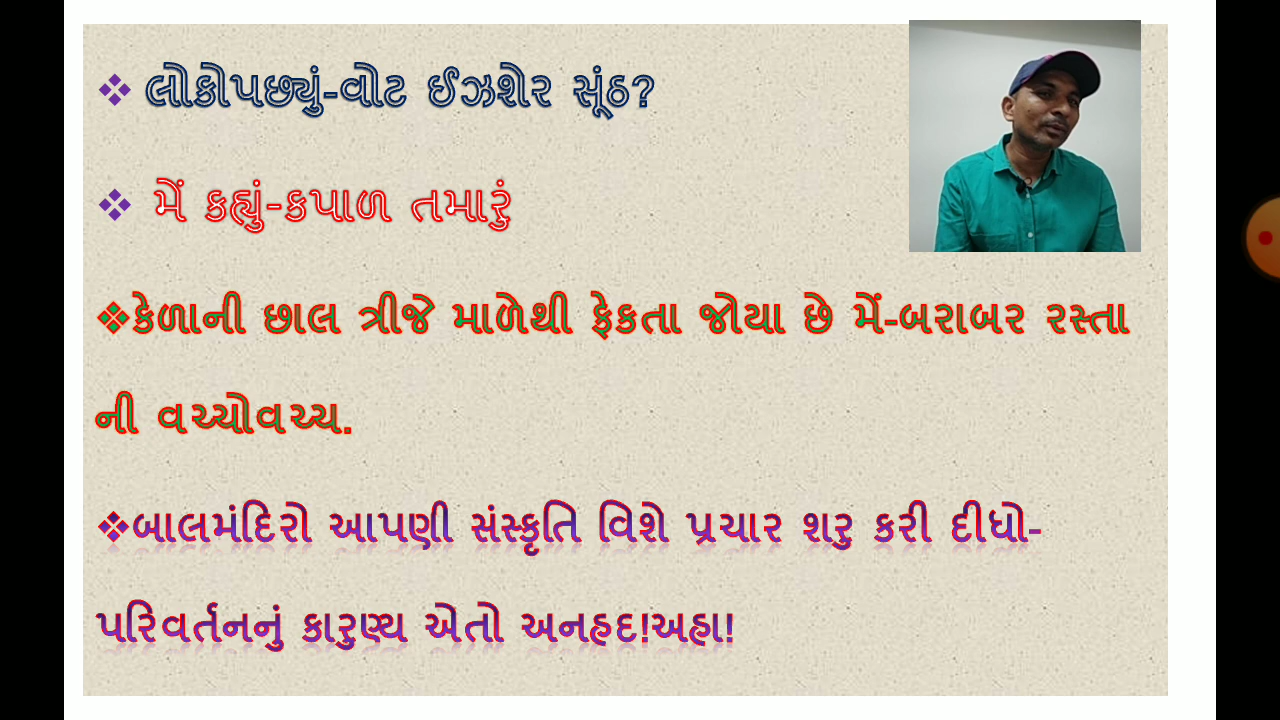 ❖ લોકોપછ્યું-વોટ ઈઝશેર સૂંઠ?
❖ મેં કહ્યું-કપાળ તમારું
❖કેળાની છાલ ત્રીજે માળેથી ફેકતા જોયા છે મેં-બરાબર રસ્તા
ની વચ્ચોવચ્ચ.
❖બાલમંદિરો આપણી સંસ્કૃતિ વિશે પ્રચાર શરુ કરી દીધો-
પરિવર્તનનું કારુણ્ય એતો અનહદ!અહા!